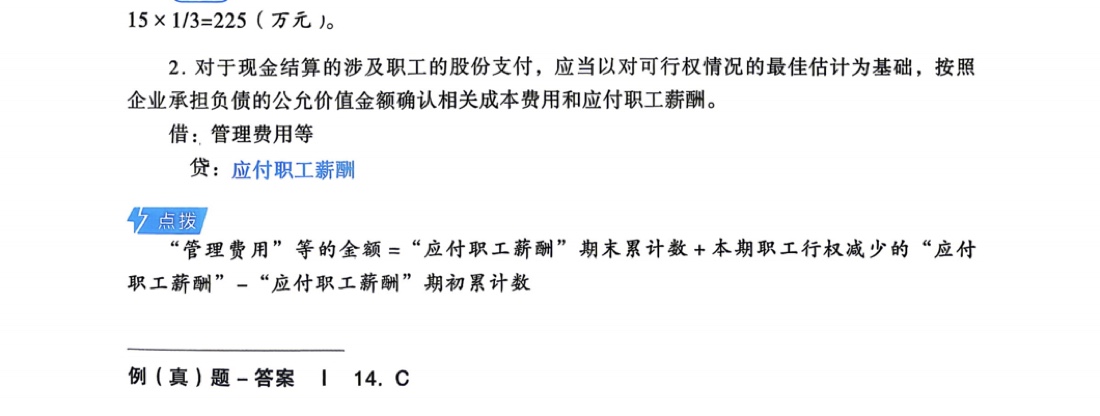 15×1/3=225（万元）。
2. 对于现金结算的涉及职工的股份支付，应当以对可行权情况的最佳估计为基础，按照
企业承担负债的公允价值金额确认相关成本费用和应付职工薪酬。
借：管理费用等
贷：应付职工薪酬
点拨
“管理费用”等的金额=“应付职工薪酬”期末累计数+本期职工行权减少的“应付
职工薪酬”-“应付职工薪酬”期初累计数
例（真）题-答案 | 14. C